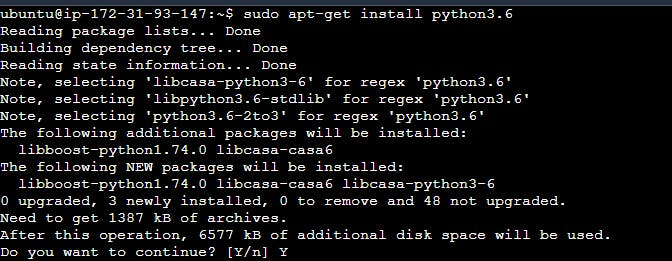 ubuntu@ip-172-31-93-147:~$ sudo apt-get install python3.6
Reading package lists... Done
Building dependency tree... Done
Reading state information... Done
Note, selecting 'libcasa-python3-6' for regex 'python3.6'
Note, selecting 'libpython3.6-stdlib' for regex 'python3.6'
Note, selecting 'python3.6-2to3' for regex 'python3.6'
The following additional packages will be installed:
  libboost-python1.74.0 libcasa-casa6
The following NEW packages will be installed:
  libboost-python1.74.0 libcasa-casa6 libcasa-python3-6
0 upgraded, 3 newly installed, 0 to remove and 48 not upgraded.
Need to get 1387 kB of archives.
After this operation, 6577 kB of additional disk space will be used.
Do you want to continue? [Y/n] Y